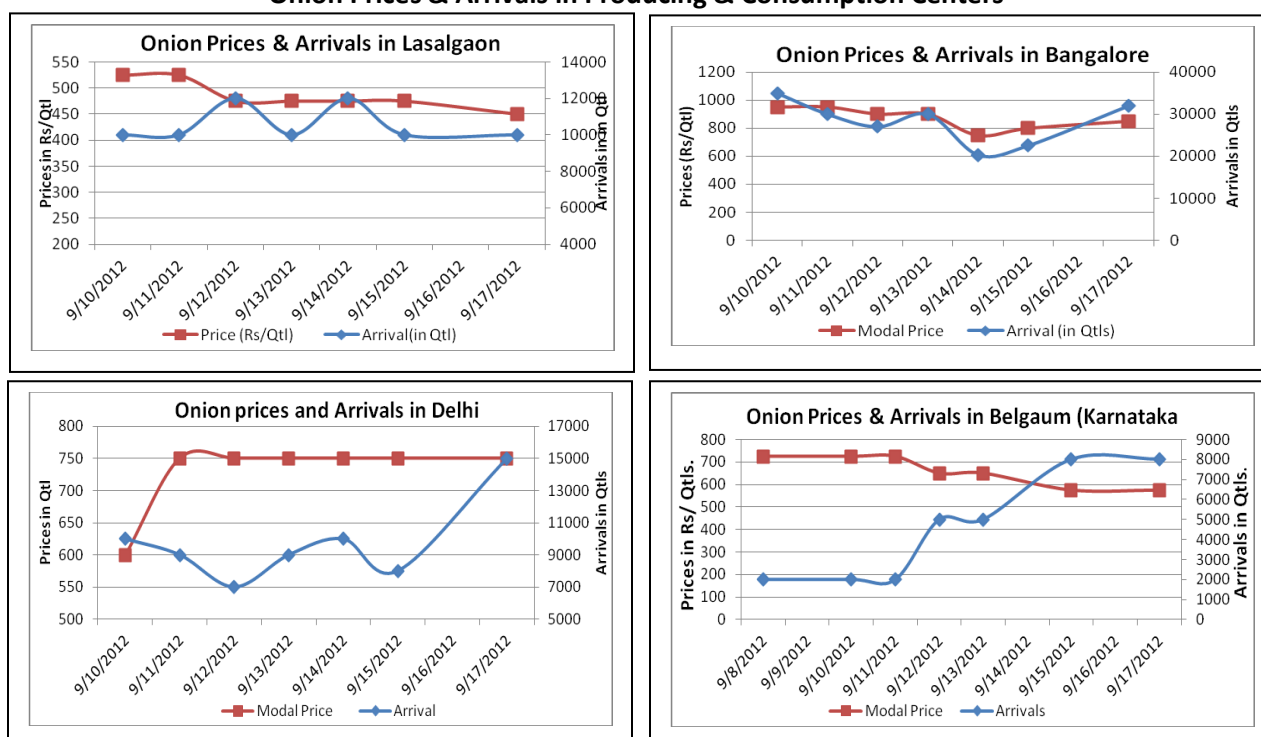 Onion Prices & Arrivals in Producing & Consumption Centers
Onion Prices & Arrivals in Lasalgaon
Prices in Rs/Qtl
550
500
450
400
350
300
250
200
14000
12000
10000
8000
6000
4000
Arrivals in Qtls
9/10/2012 9/11/2012 9/12/2012 9/13/2012 9/14/2012 9/15/2012 9/16/2012 9/17/2012
Price (Rs/Qtl) Arrival(in Qtl)
Onion Prices & Arrivals in Bangalore
Prices (Rs/Qtl)
1200
1000
800
600
400
200
0
40000
30000
20000
10000
0
Arrivals in Qtls
9/10/2012 9/11/2012 9/12/2012 9/13/2012 9/14/2012 9/15/2012 9/16/2012 9/17/2012
Modal Price Arrival (in Qtls)
Onion prices and Arrivals in Delhi
Prices in Qtl
800
750
700
650
600
550
500
17000
15000
13000
11000
9000
7000
5000
Arrivals in Qtls
9/10/2012 9/11/2012 9/12/2012 9/13/2012 9/14/2012 9/15/2012 9/17/2012
Modal Price Arrival
Onion Prices & Arrivals in Belgaum (Karnataka
Prices in Rs/ Qtls.
800
700
600
500
400
300
200
100
0
9000
8000
7000
6000
5000
4000
3000
2000
1000
0
Arrivals in Qtls.
9/8/2012 9/9/2012 9/10/2012 9/11/2012 9/12/2012 9/13/2012 9/14/2012 9/15/2012 9/16/2012 9/17/2012
Modal Price Arrivals